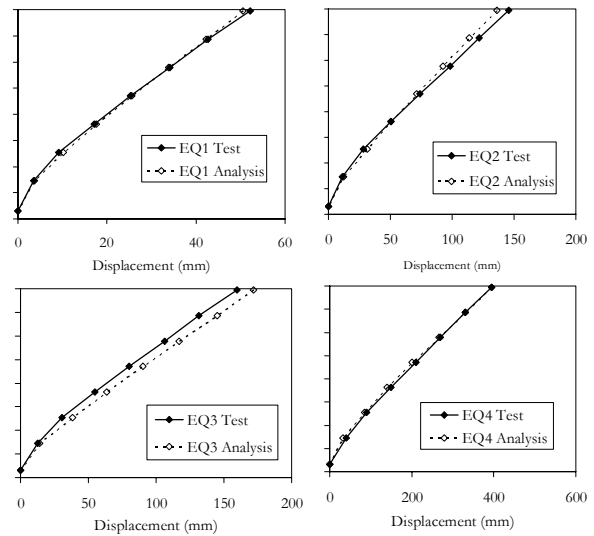 EQ1 Test
EQ1 Analysis
0 20 40 60
Displacement (mm)
EQ2 Test
EQ2 Analysis
0 50 100 150 200
Displacement (mm)
EQ3 Test
EQ3 Analysis
0 50 100 150 200
Displacement (mm)
EQ4 Test
EQ4 Analysis
0 200 400 600
Displacement (mm)